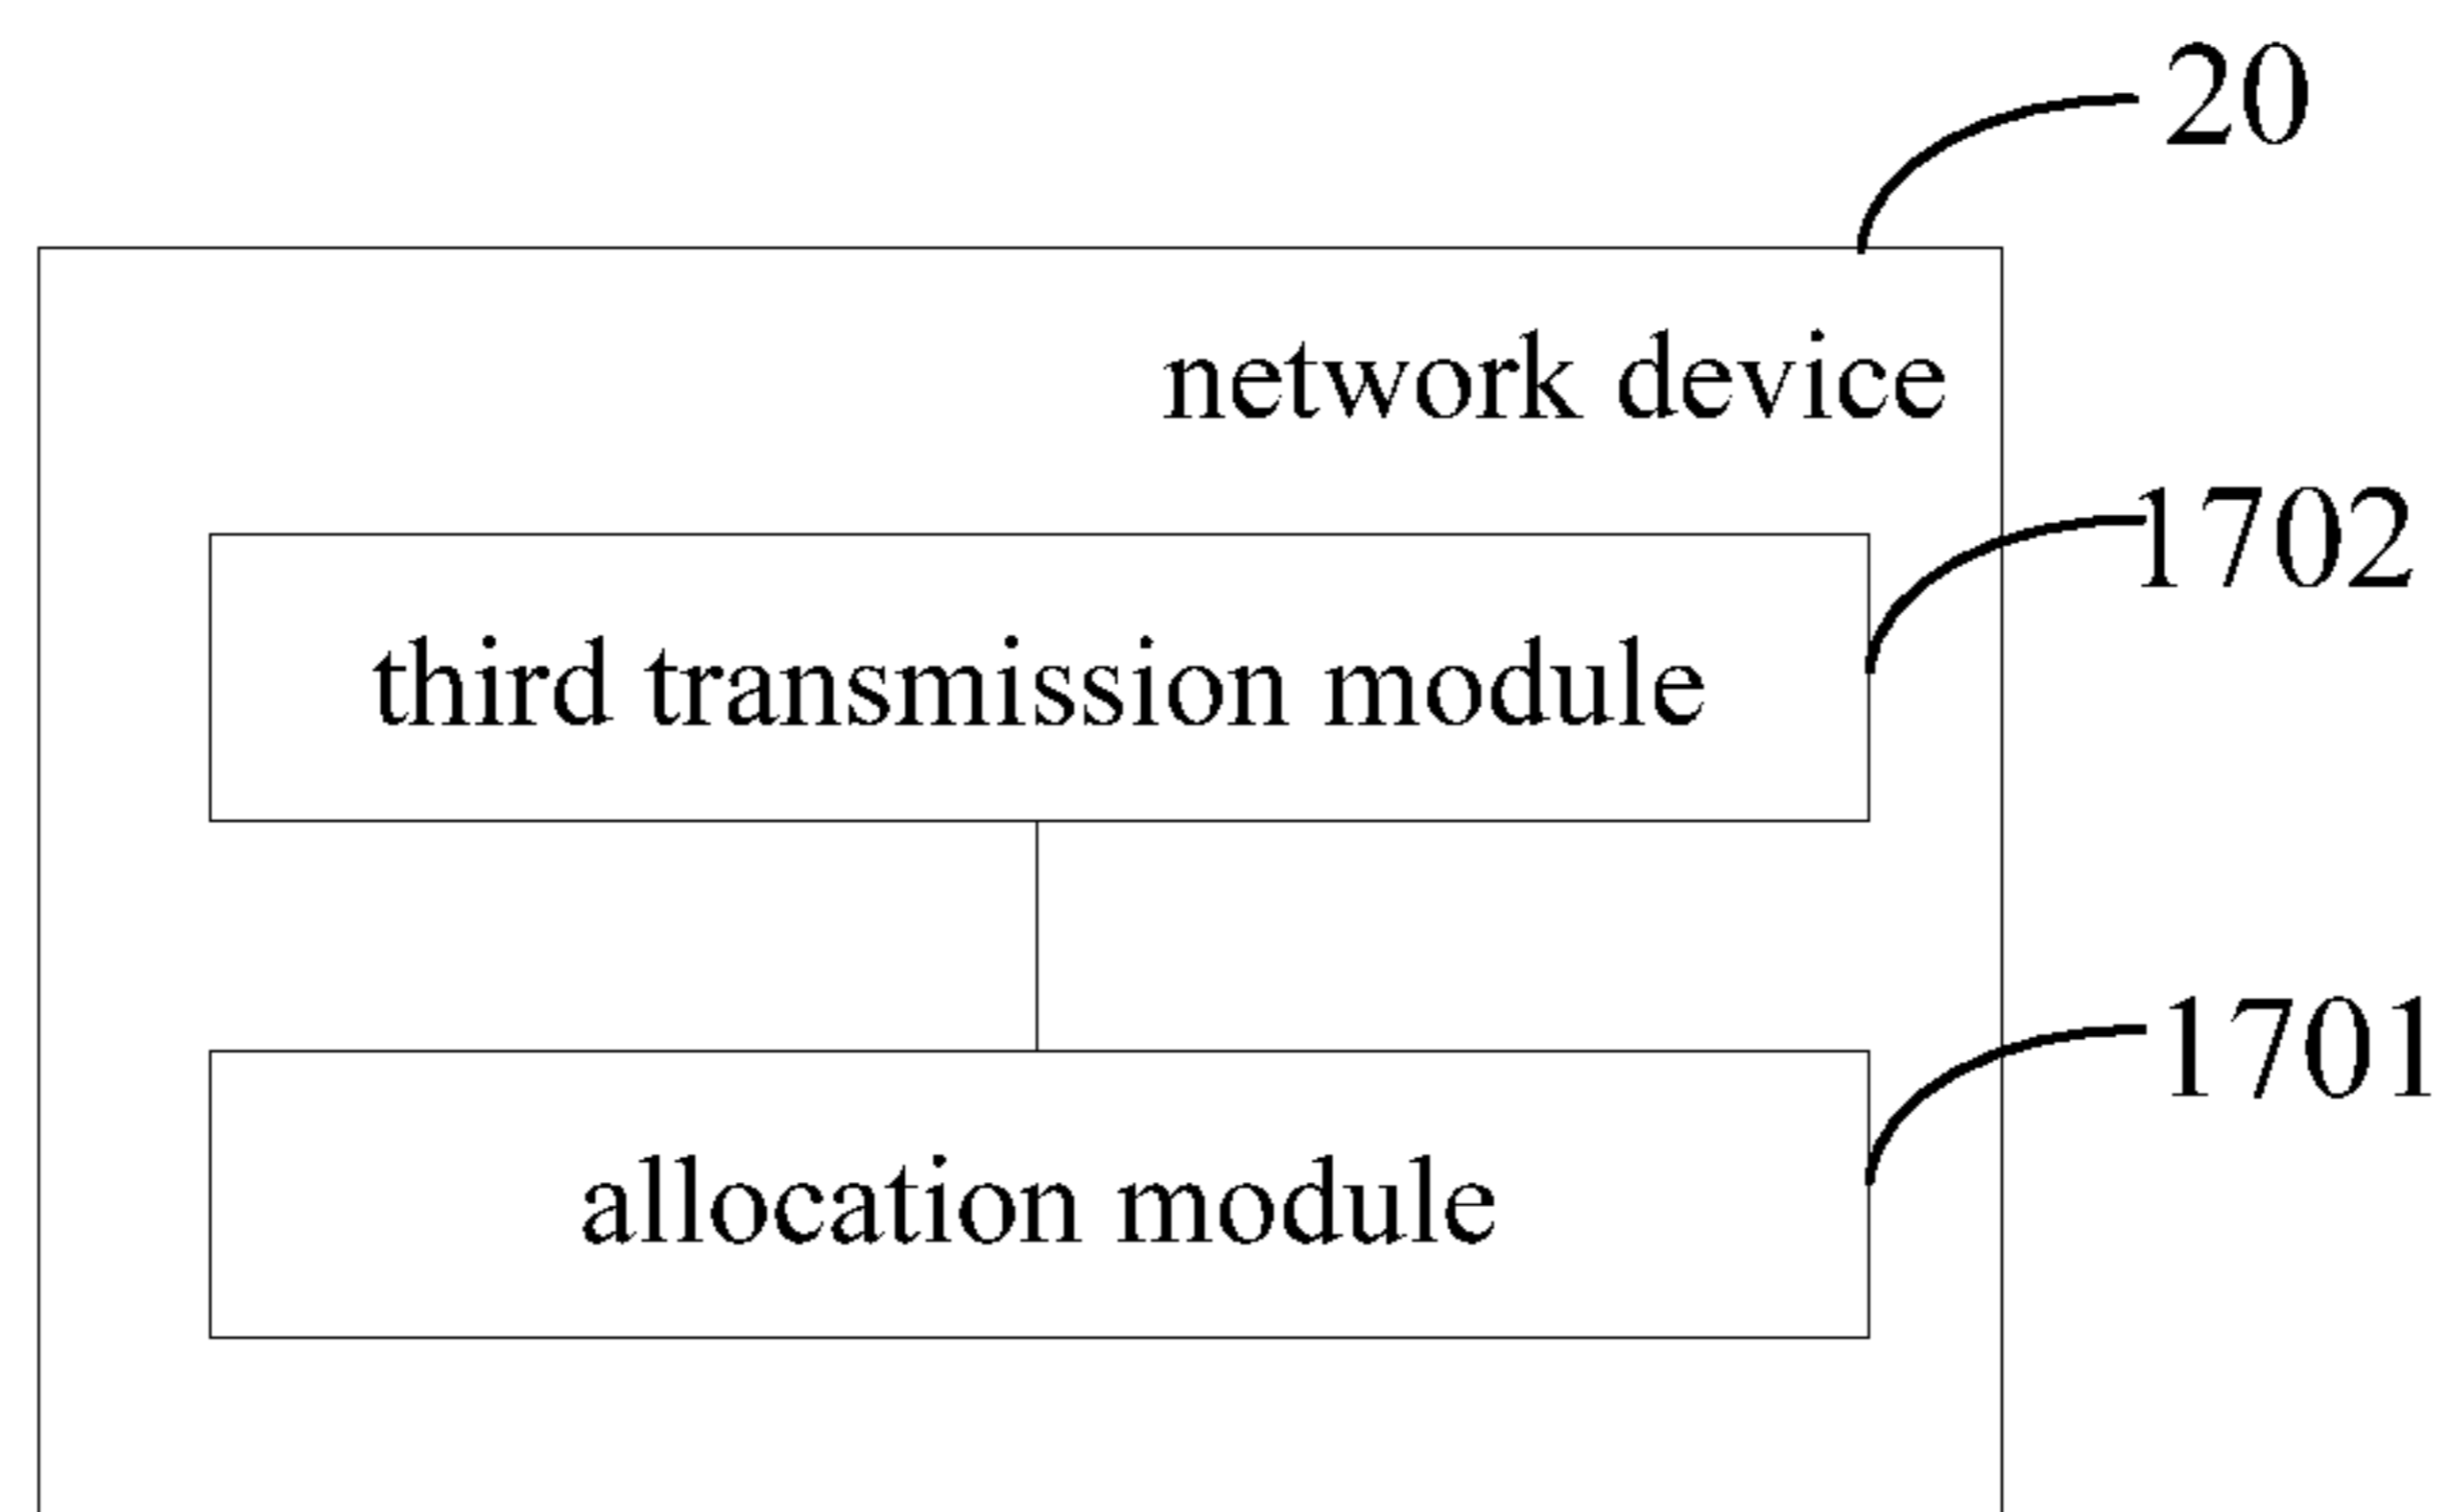 20
network device
1702
third transmission module
1701
allocation module